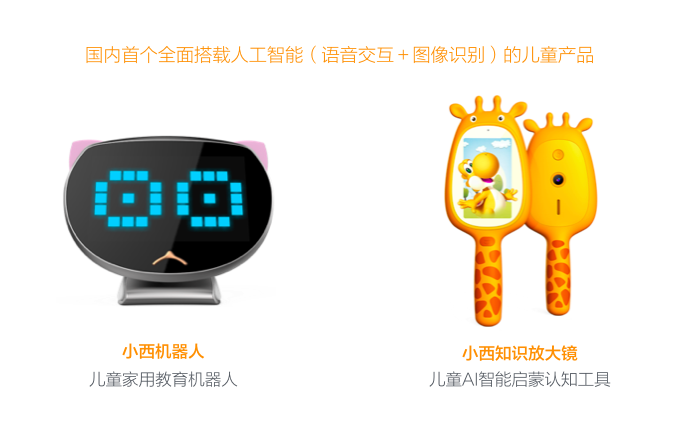 国内首个全面搭载人工智能（语音交互＋图像识别）的儿童产品
小西机器人
小西知识放大镜
儿童家用教育机器人
儿童AI智能启蒙认知工具